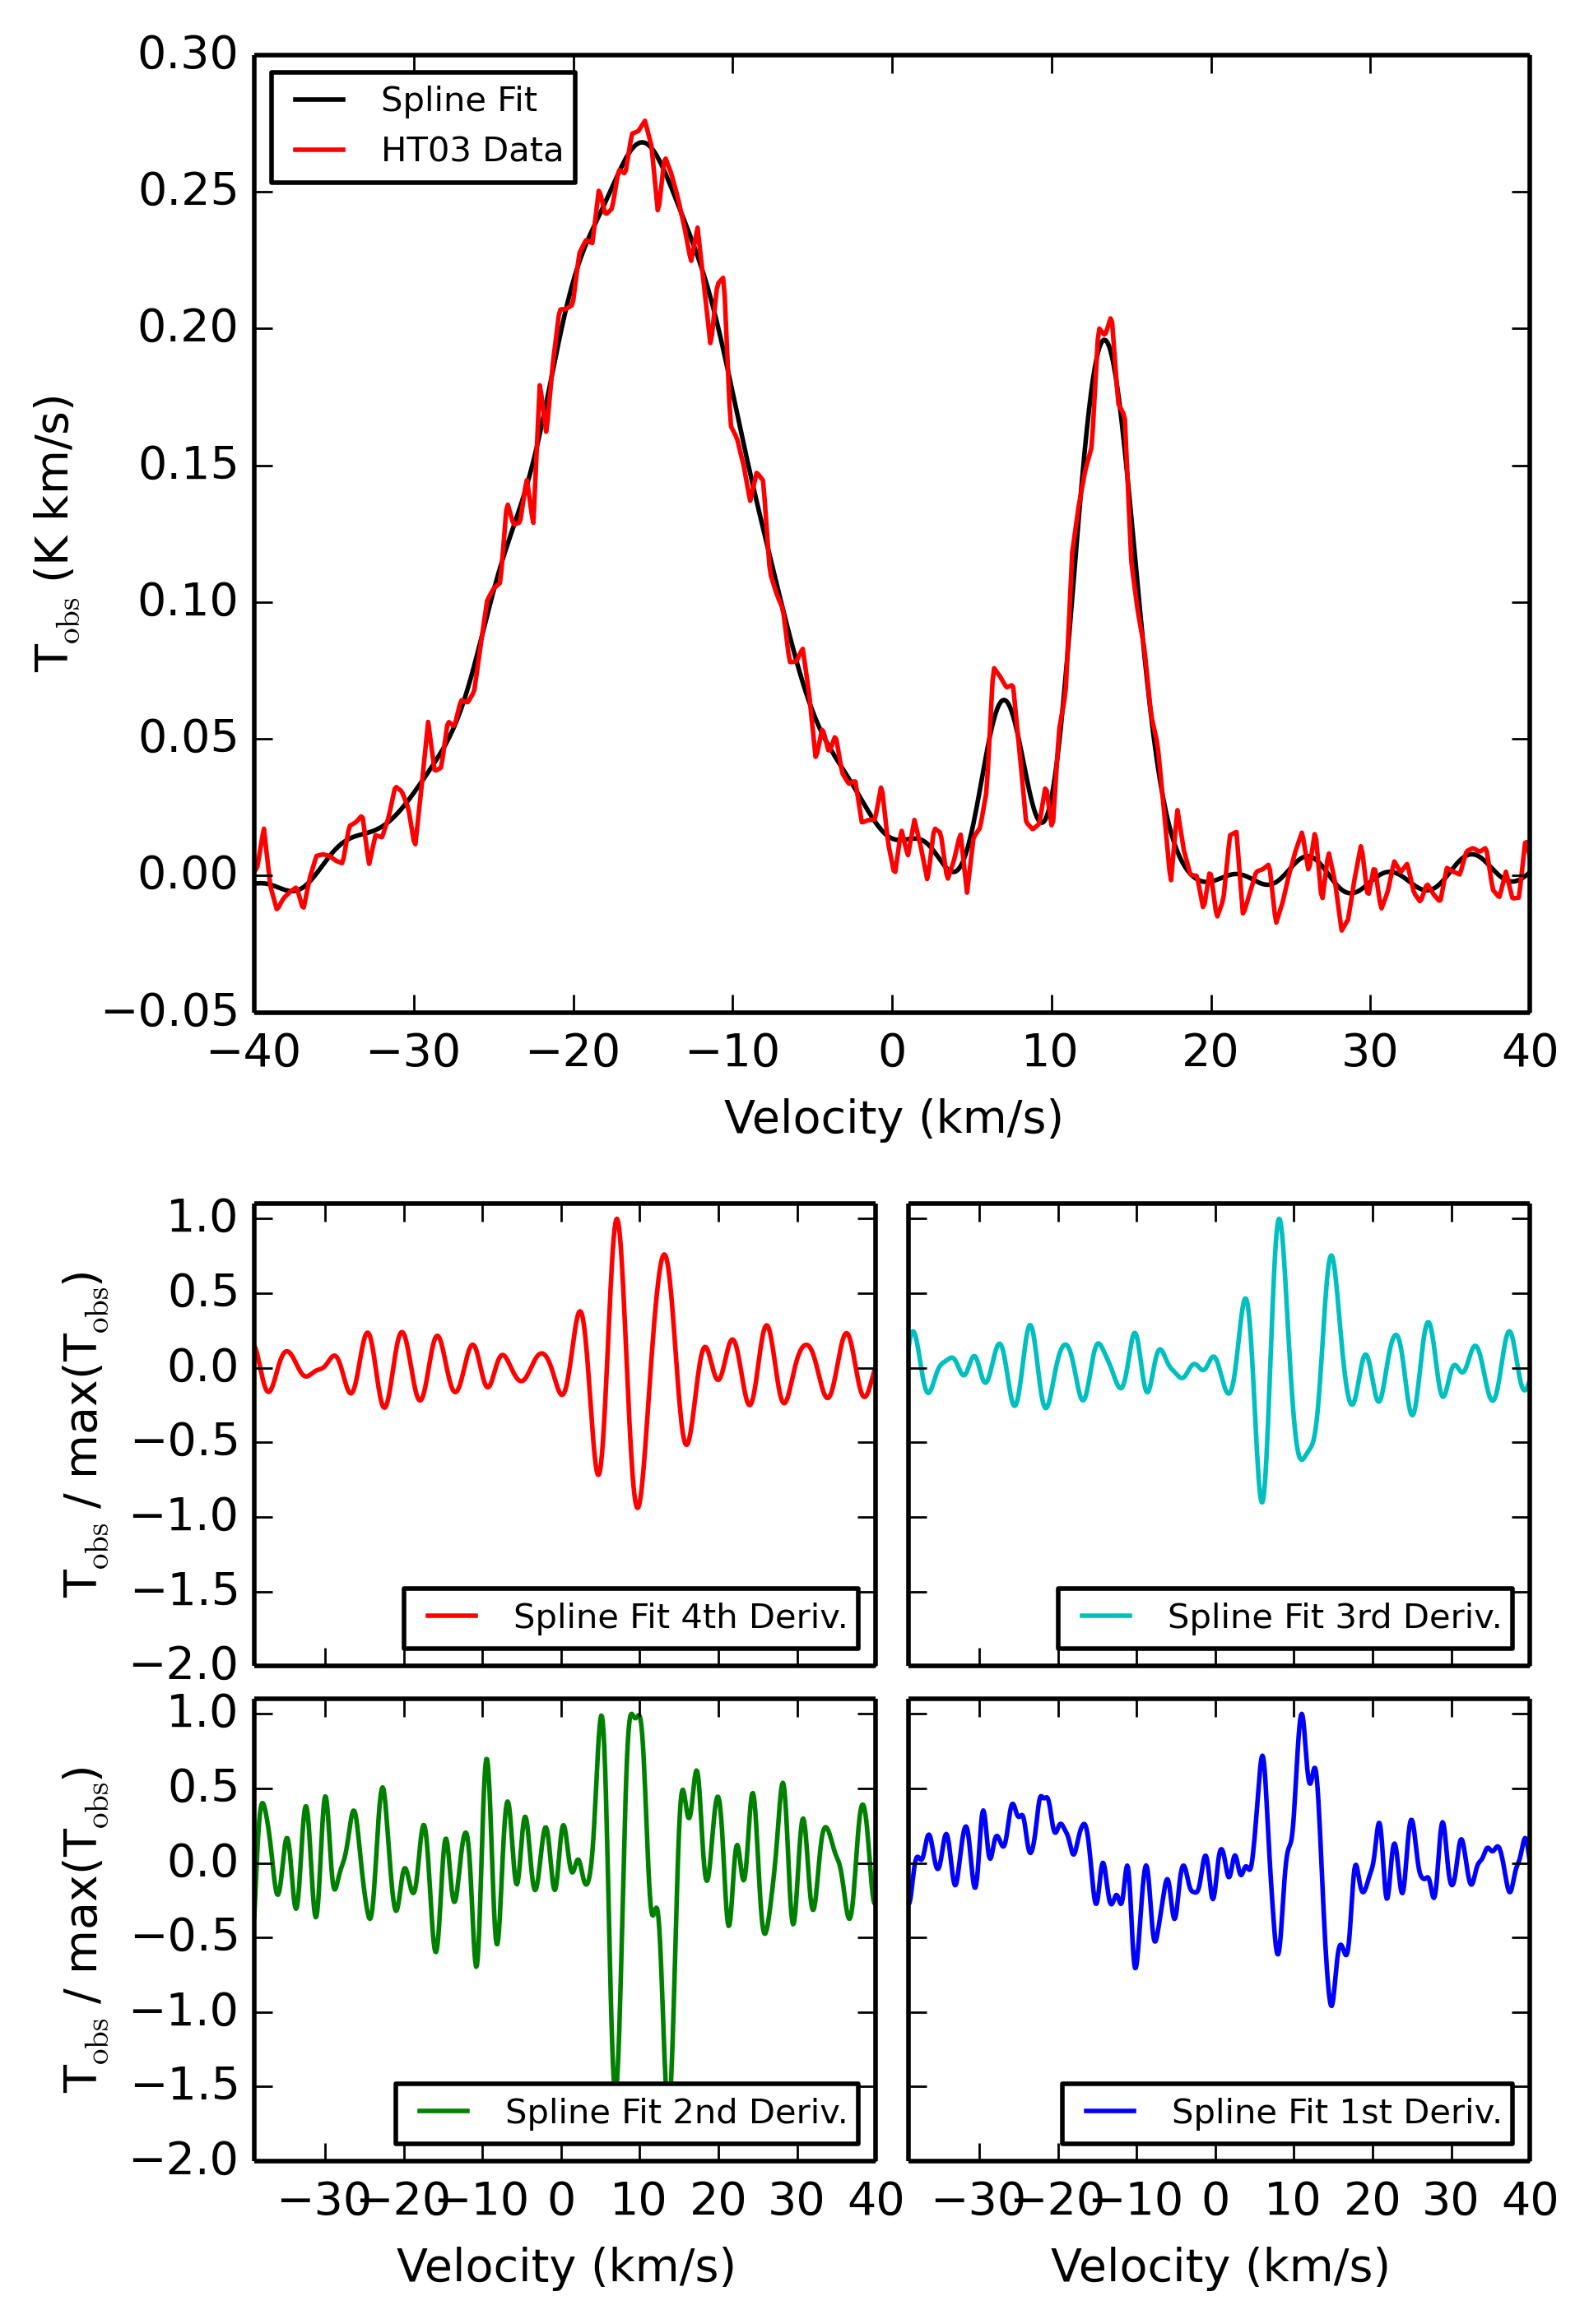 0.30
Spline Fit
HT03 Data
0.25
0.20
0.15
0.10
0.05
0.00
−0.05
T_obs (K km/s)
−40 −30 −20 −10 0 10 20 30 40
Velocity (km/s)
1.0
0.5
0.0
−0.5
−1.0
−1.5
−2.0
T_obs / max(T_obs)
Spline Fit 4th Deriv.
Spline Fit 3rd Deriv.
1.0
0.5
0.0
−0.5
−1.0
−1.5
−2.0
T_obs / max(T_obs)
Spline Fit 2nd Deriv.
Spline Fit 1st Deriv.
−30 −20 −10 0 10 20 30 40
−30 −20 −10 0 10 20 30 40
Velocity (km/s)
Velocity (km/s)